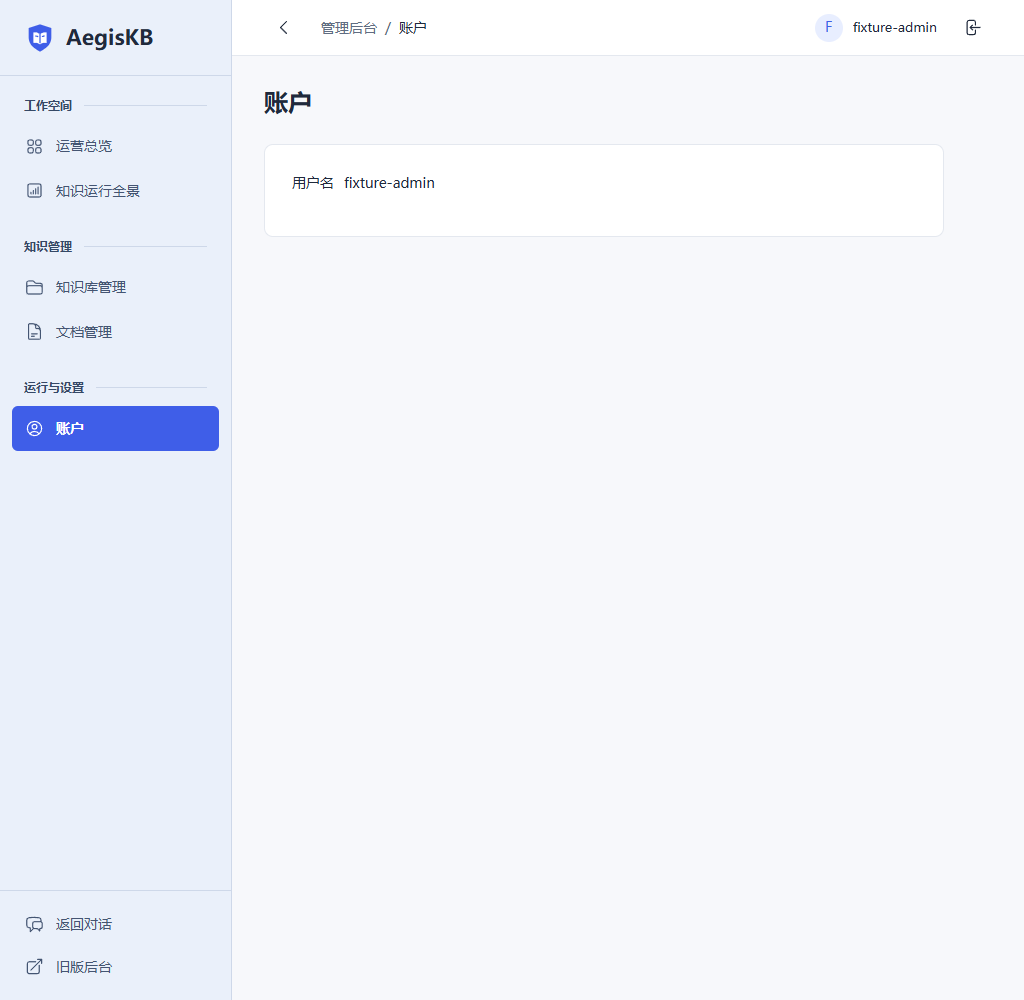 AegisKB
工作空间
运营总览
知识运行全景
知识管理
知识库管理
文档管理
运行与设置
账户
返回对话
旧版后台
管理后台 / 账户
F fixture-admin
账户
用户名 fixture-admin